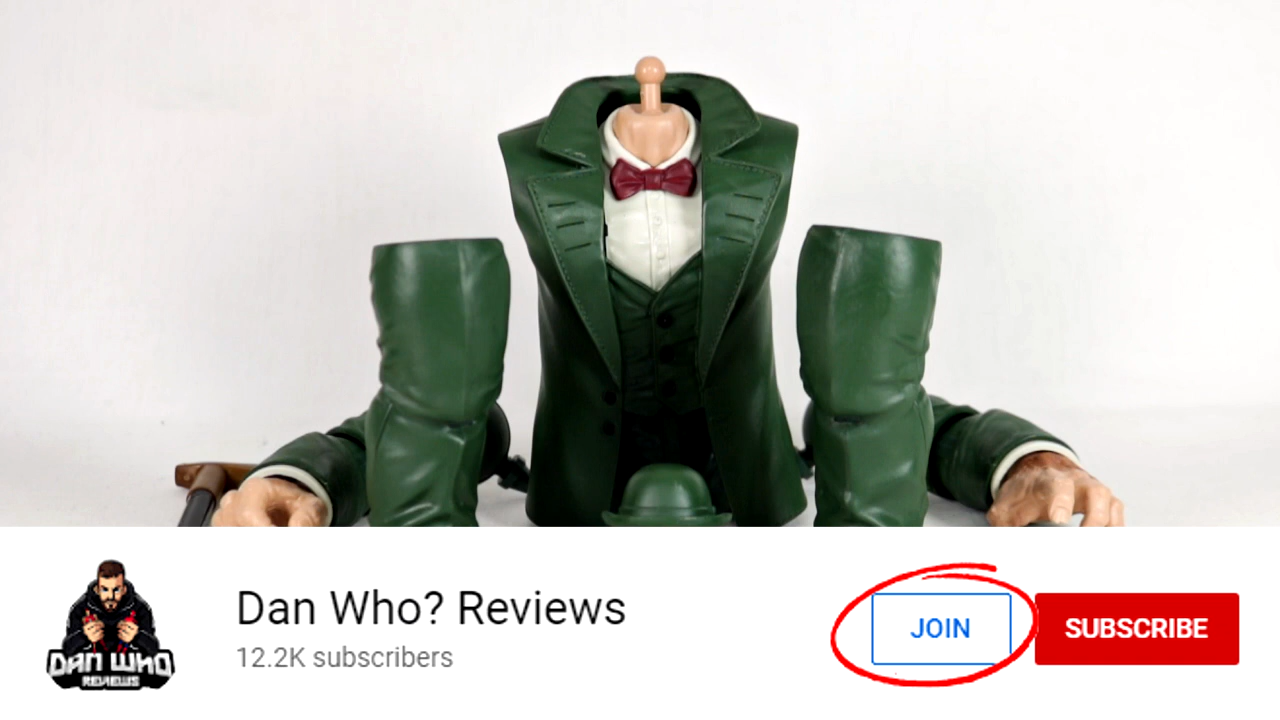 Dan Who? Reviews
12.2K subscribers
JOIN
SUBSCRIBE
DAN WHO
REVIEWS